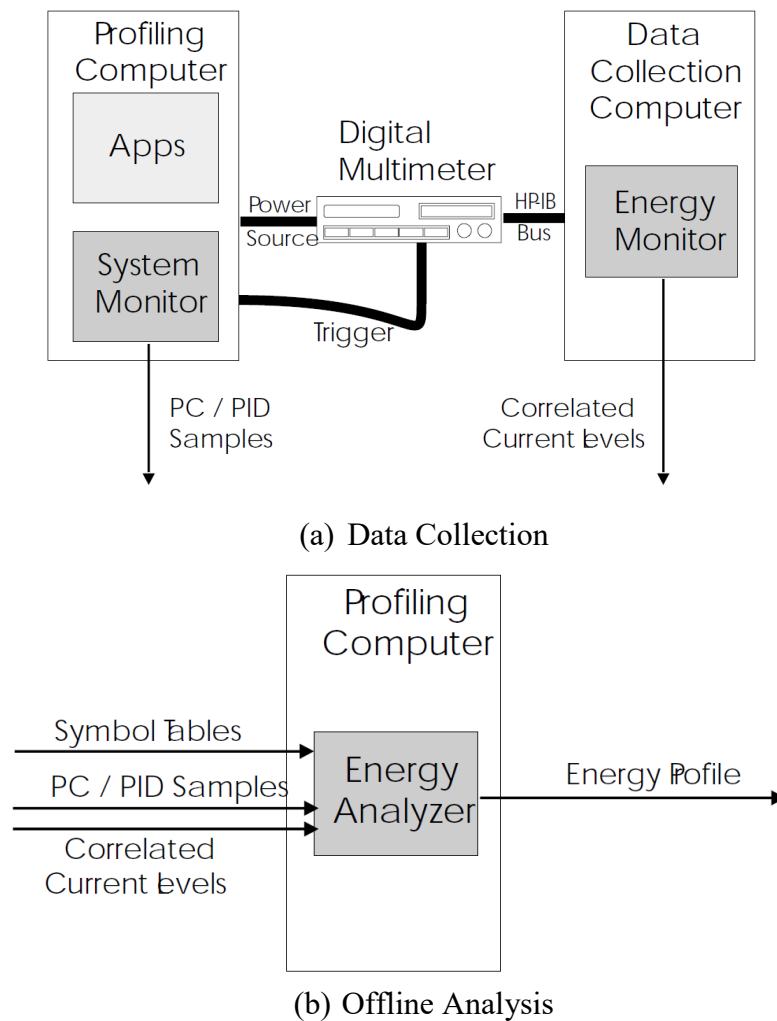 Profiling
Computer
Apps
System
Monitor
Digital
Multimeter
Power
Source
Trigger
HP-IB
Bus
Data
Collection
Computer
Energy
Monitor
PC / PID
Samples
Correlated
Current Levels
(a) Data Collection
Profiling
Computer
Symbol Tables
PC / PID Samples
Correlated
Current Levels
Energy
Analyzer
Energy Profile
(b) Offline Analysis